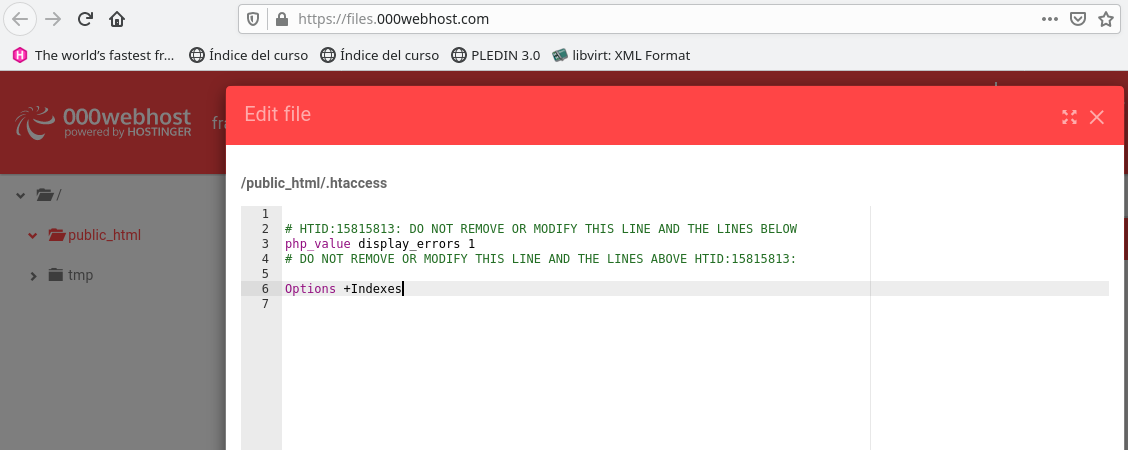 https://files.000webhost.com
The world's fastest fr... Índice del curso Índice del curso PLEDIN 3.0 libvirt: XML Format
000webhost
powered by HOSTINGER
fr
Edit file
/public_html/.htaccess
/
public_html
tmp
1
2 # HTID:15815813: DO NOT REMOVE OR MODIFY THIS LINE AND THE LINES BELOW
3 php_value display_errors 1
4 # DO NOT REMOVE OR MODIFY THIS LINE AND THE LINES ABOVE HTID:15815813:
5
6 Options +Indexes
7